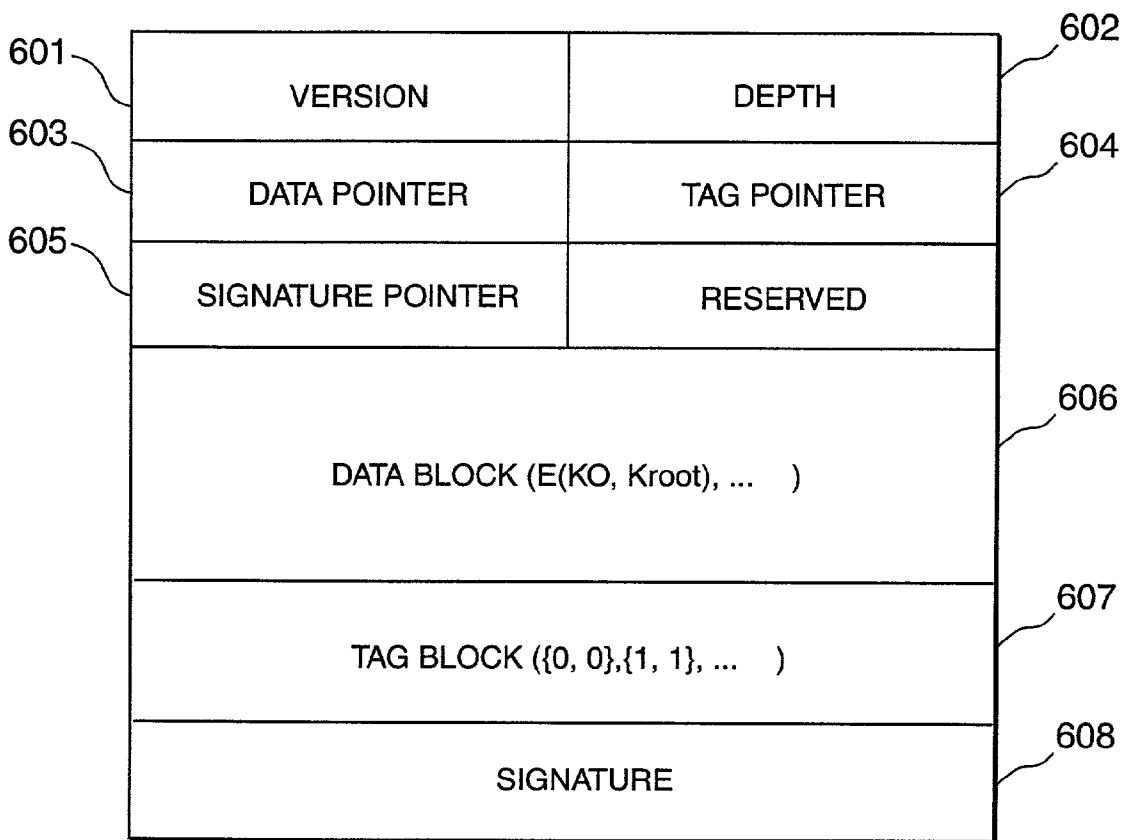 601 VERSION DEPTH 602
603 DATA POINTER TAG POINTER 604
605 SIGNATURE POINTER RESERVED
DATA BLOCK (E(KO, Kroot), ... ) 606
TAG BLOCK ({0, 0},{1, 1}, ... ) 607
SIGNATURE 608